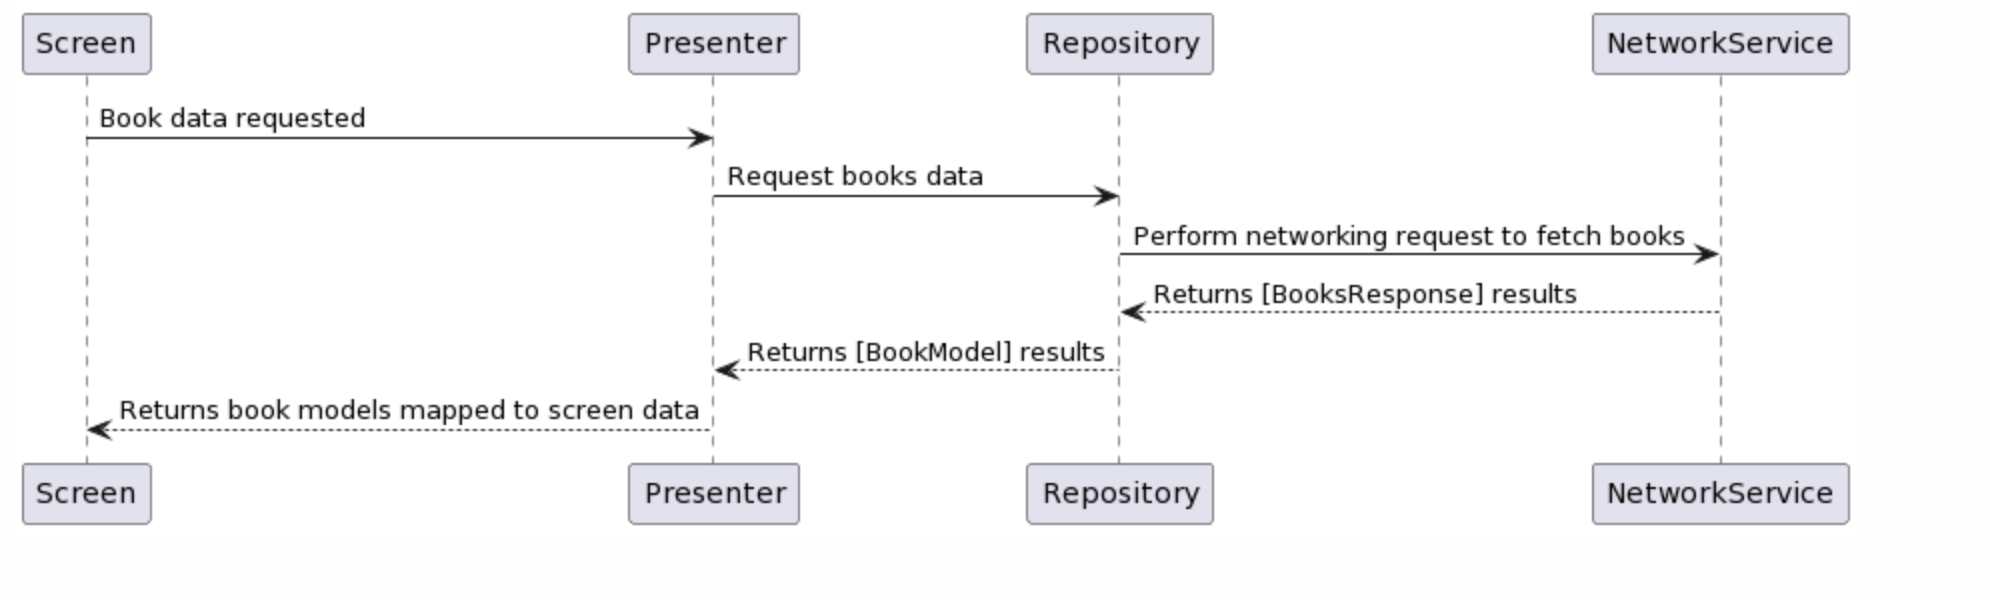 Screen
Presenter
Repository
NetworkService
Book data requested
Request books data
Perform networking request to fetch books
Returns [BooksResponse] results
Returns [BookModel] results
Returns book models mapped to screen data
Screen
Presenter
Repository
NetworkService